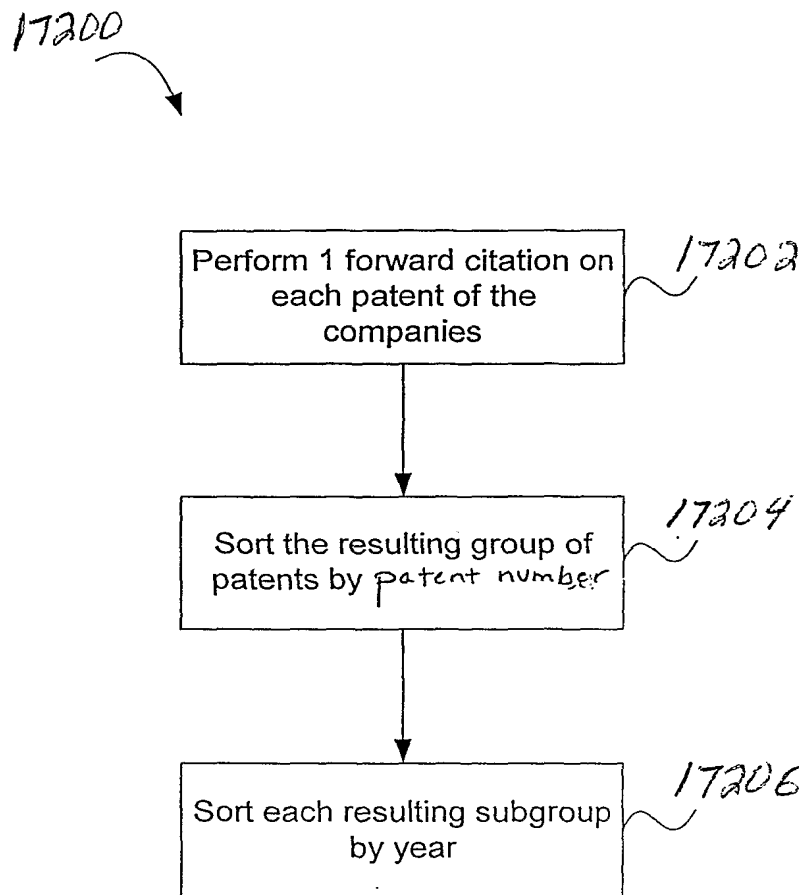 17200
Perform 1 forward citation on
each patent of the
companies
17202
Sort the resulting group of
patents by patent number
17204
Sort each resulting subgroup
by year
17206